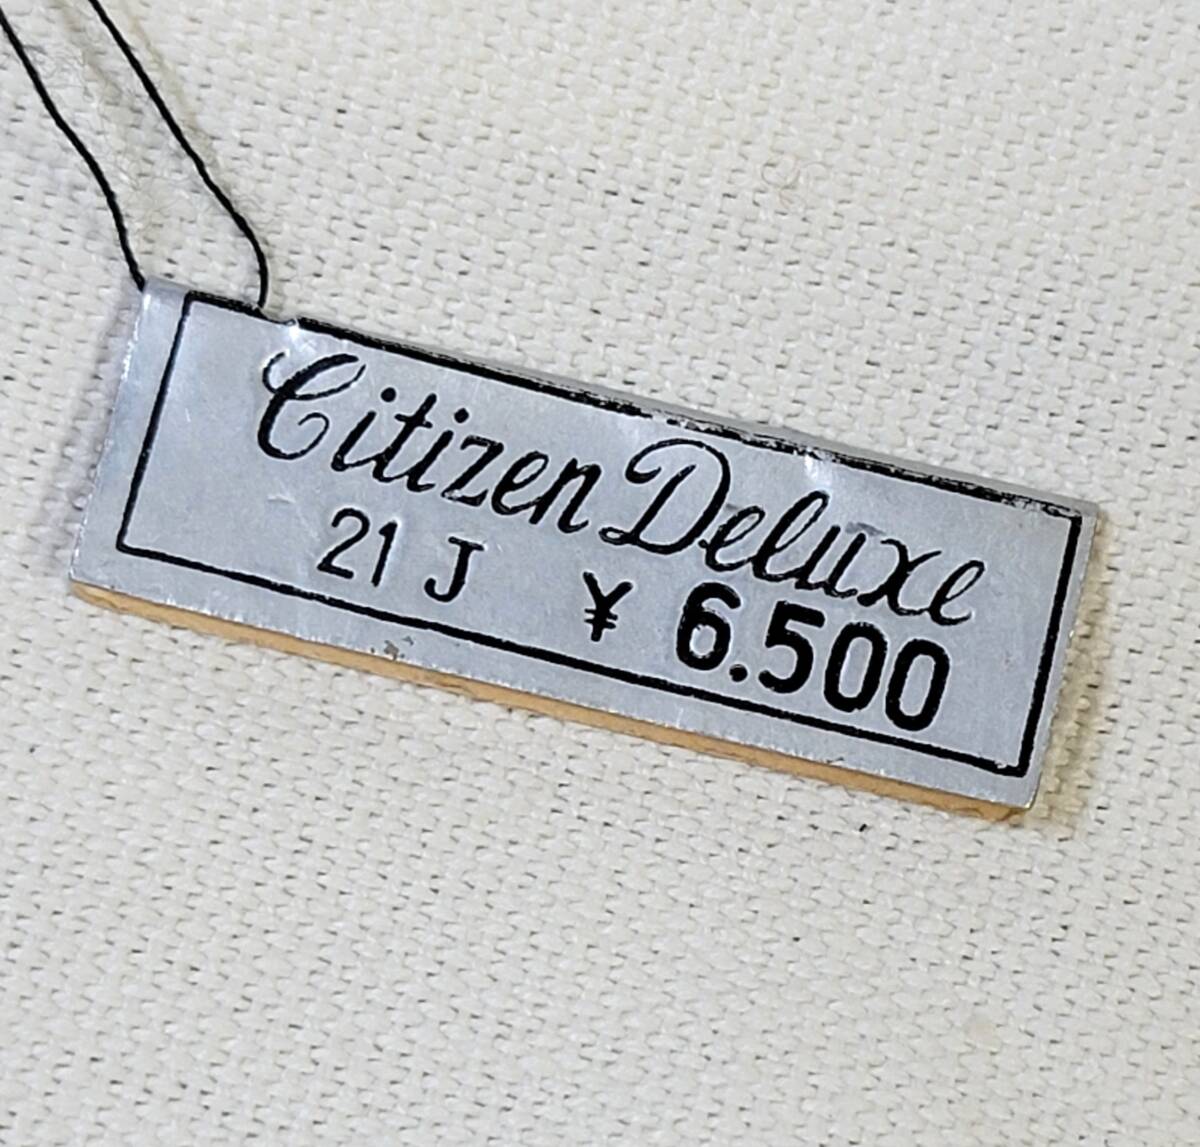 Citizen Deluxe
21 J ¥ 6.500